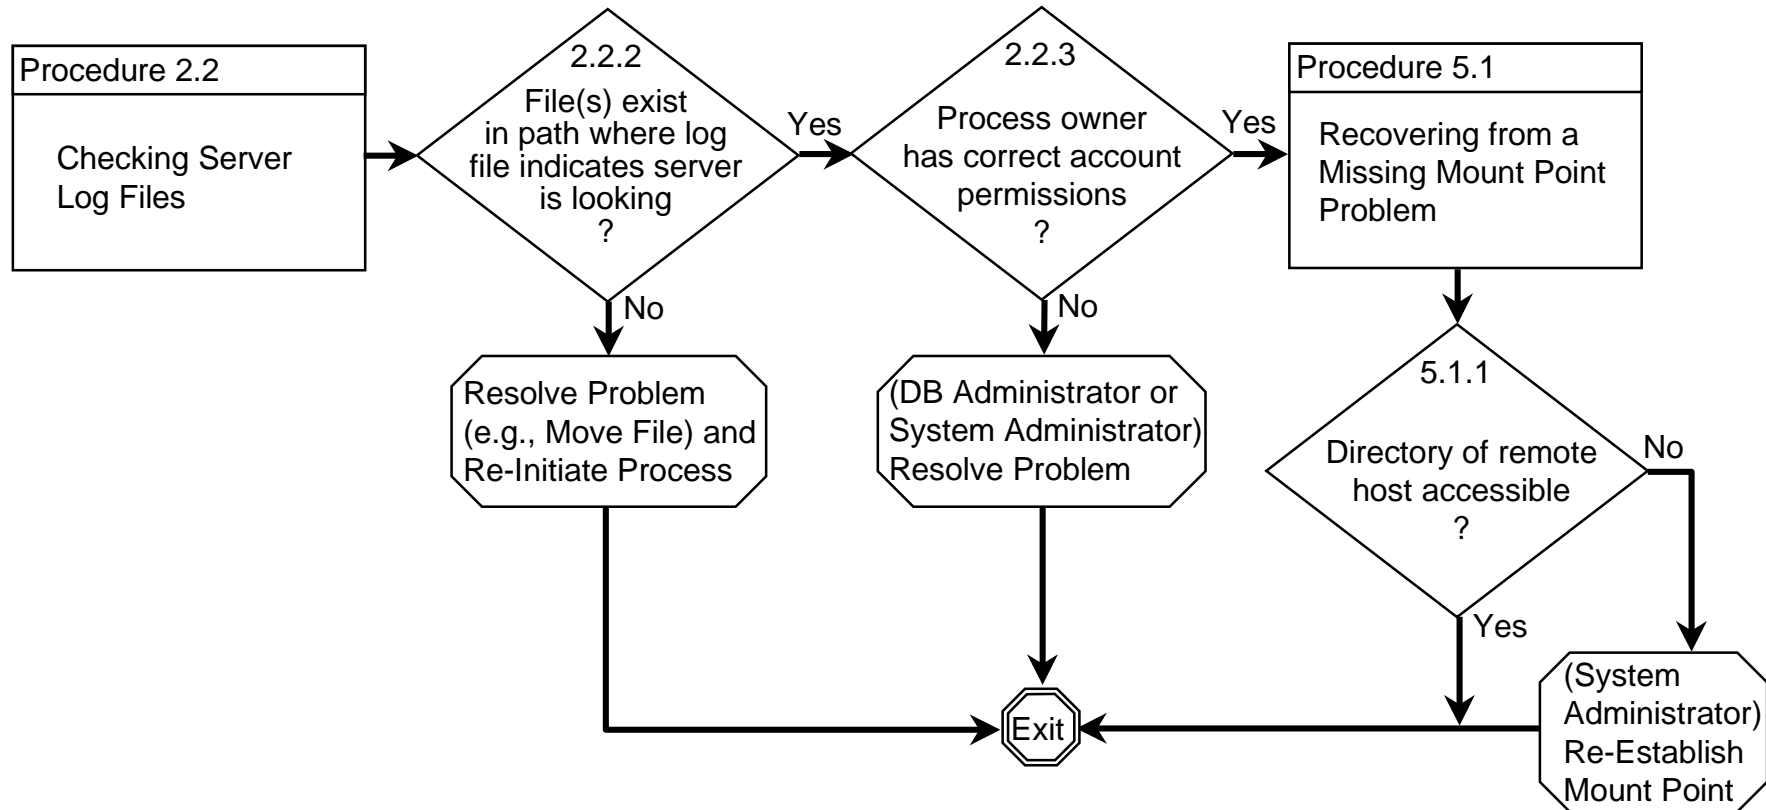 Procedure 2.2
Checking Server
Log Files
2.2.2
File(s) exist
in path where log
file indicates server
is looking
?
Yes
No
Resolve Problem
(e.g., Move File) and
Re-Initiate Process
2.2.3
Process owner
has correct account
permissions
?
Yes
No
(DB Administrator or
System Administrator)
Resolve Problem
Procedure 5.1
Recovering from a
Missing Mount Point
Problem
5.1.1
Directory of remote
host accessible
?
No
Yes
(System
Administrator)
Re-Establish
Mount Point
Exit